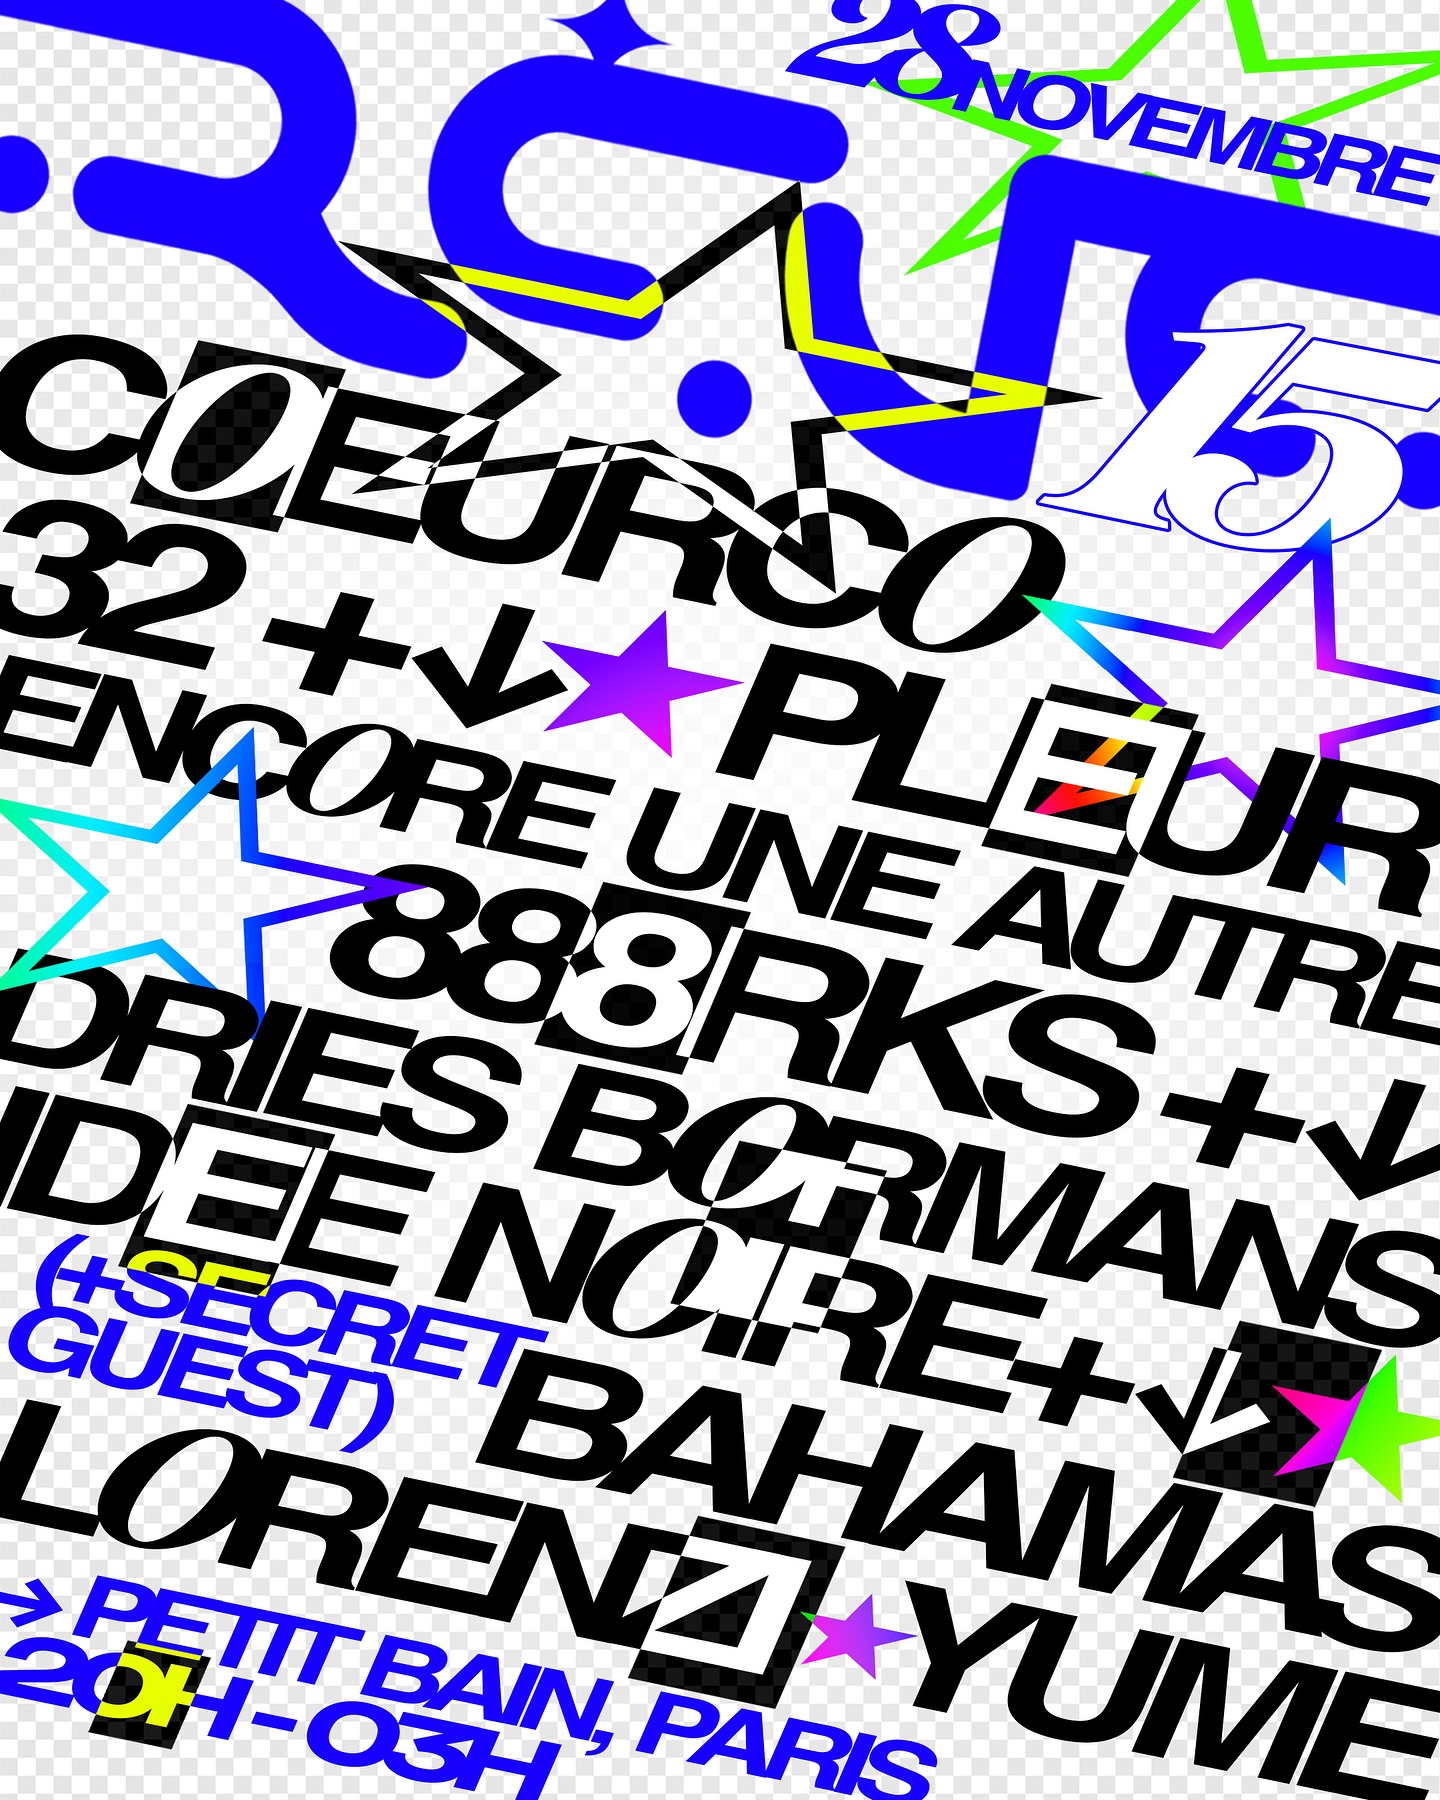 28 NOVEMBRE
15
COEURCO
32 + ↓ ★ PLEUR
ENCORE UNE AUTRE
888RKS + ↓
DRIES BORMANS
IDEE NOIRE + ↓
(+SECRET
GUEST)
BAHAMAS
LORENZI ★ YUME
→ PETIT BAIN, PARIS
20H - 03H